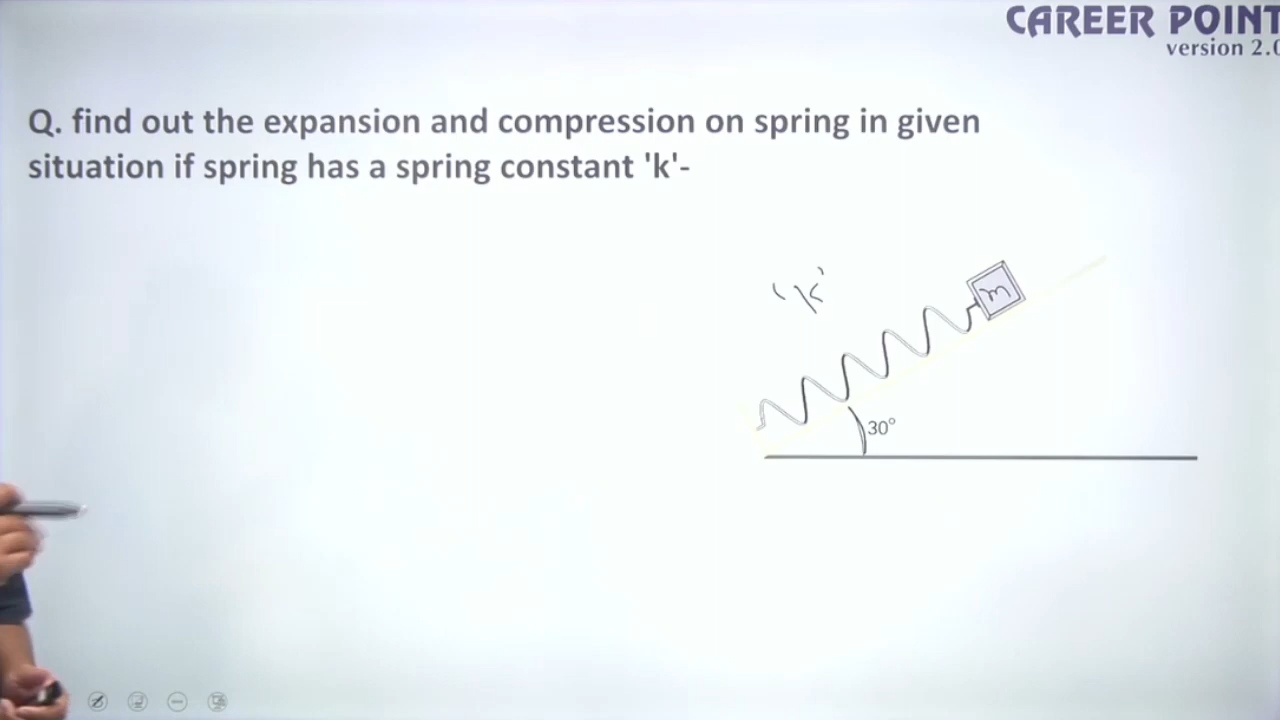 CAREER POINT
version 2.0
Q. find out the expansion and compression on spring in given
situation if spring has a spring constant 'k'-
'k'
m
30°